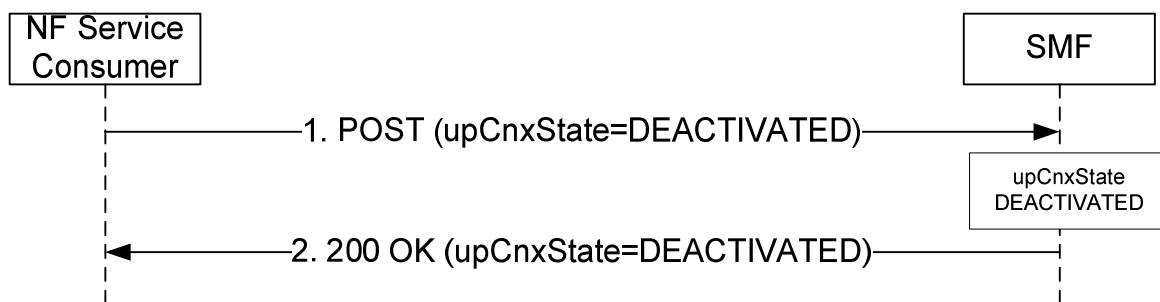 NF Service
Consumer
SMF
1. POST (upCnxState=DEACTIVATED)
upCnxState
DEACTIVATED
2. 200 OK (upCnxState=DEACTIVATED)